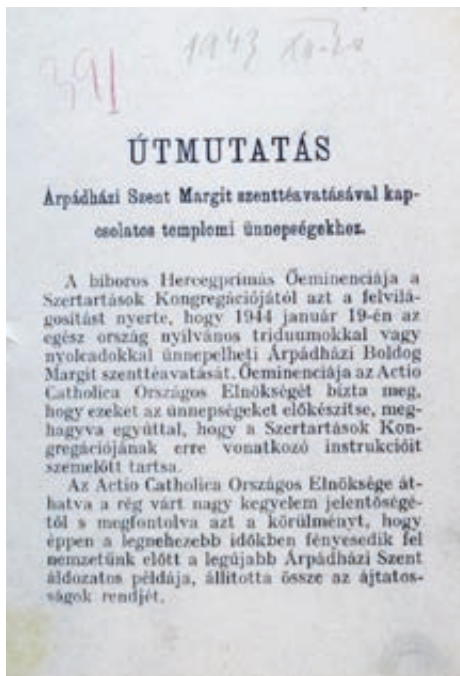 1943
391
ÚTMUTATÁS
Árpádházi Szent Margit szenttéavatásával kap-
csolatos templomi ünnepségekhez.
A bíboros Hercegprímás Őeminenciája a
Szertartások Kongregációjától azt a felvilá-
gosítást nyerte, hogy 1944 január 19-én az
egész ország nyilvános triduumokkal vagy
nyolcadokkal ünnepelheti Árpádházi Boldog
Margit szenttéavatását. Őeminenciája az Actio
Catholica Országos Elnökségét bízta meg,
hogy ezeket az ünnepségeket előkészítse, meg-
hagyva egyúttal, hogy a Szertartások Kon-
gregációjának erre vonatkozó instrukcióit
szemelőtt tartsa.
Az Actio Catholica Országos Elnöksége át-
hatva a rég várt nagy kegyelem jelentőségé-
től s megfontolva azt a körülményt, hogy
éppen a legnehezebb időkben fényesedik fel
nemzetünk előtt a legújabb Árpádházi Szent
áldozatos példája, állította össze az ájtatos-
ságok rendjét.